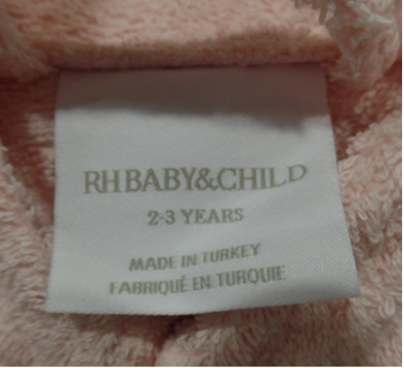 RH BABY&CHILD
2-3 YEARS
MADE IN TURKEY
FABRIQUÉ EN TURQUIE